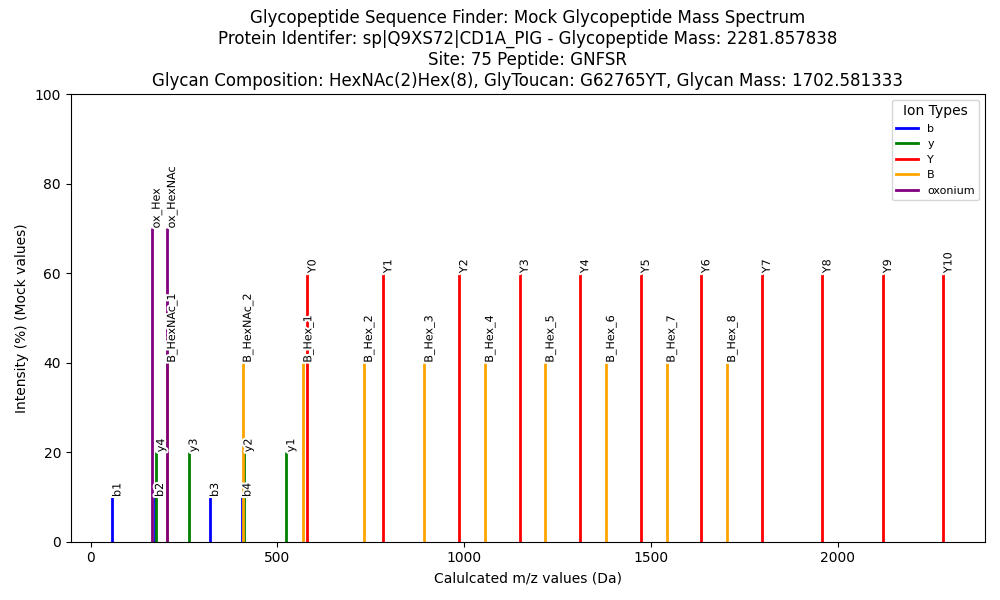 Glycopeptide Sequence Finder: Mock Glycopeptide Mass Spectrum
Protein Identifer: sp|Q9XS72|CD1A_PIG - Glycopeptide Mass: 2281.857838
Site: 75 Peptide: GNFSR
Glycan Composition: HexNAc(2)Hex(8), GlyToucan: G62765YT, Glycan Mass: 1702.581333
100
80
60
40
20
0
Intensity (%) (Mock values)
Ion Types
b
y
Y
B
oxonium
ox_Hex
ox_HexNAc
Y0
Y1
Y2
Y3
Y4
Y5
Y6
Y7
Y8
Y9
Y10
B_HexNAc_1
B_HexNAc_2
B_Hex_1
B_Hex_2
B_Hex_3
B_Hex_4
B_Hex_5
B_Hex_6
B_Hex_7
B_Hex_8
y4
y3
y2
y1
b1
b2
b3
b4
0
500
1000
1500
2000
Calulcated m/z values (Da)